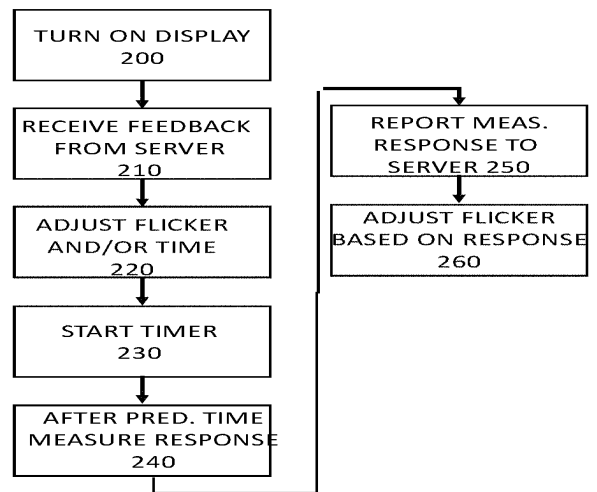 TURN ON DISPLAY
200
RECEIVE FEEDBACK
FROM SERVER
210
ADJUST FLICKER
AND/OR TIME
220
START TIMER
230
AFTER PRED. TIME
MEASURE RESPONSE
240
REPORT MEAS.
RESPONSE TO
SERVER 250
ADJUST FLICKER
BASED ON RESPONSE
260